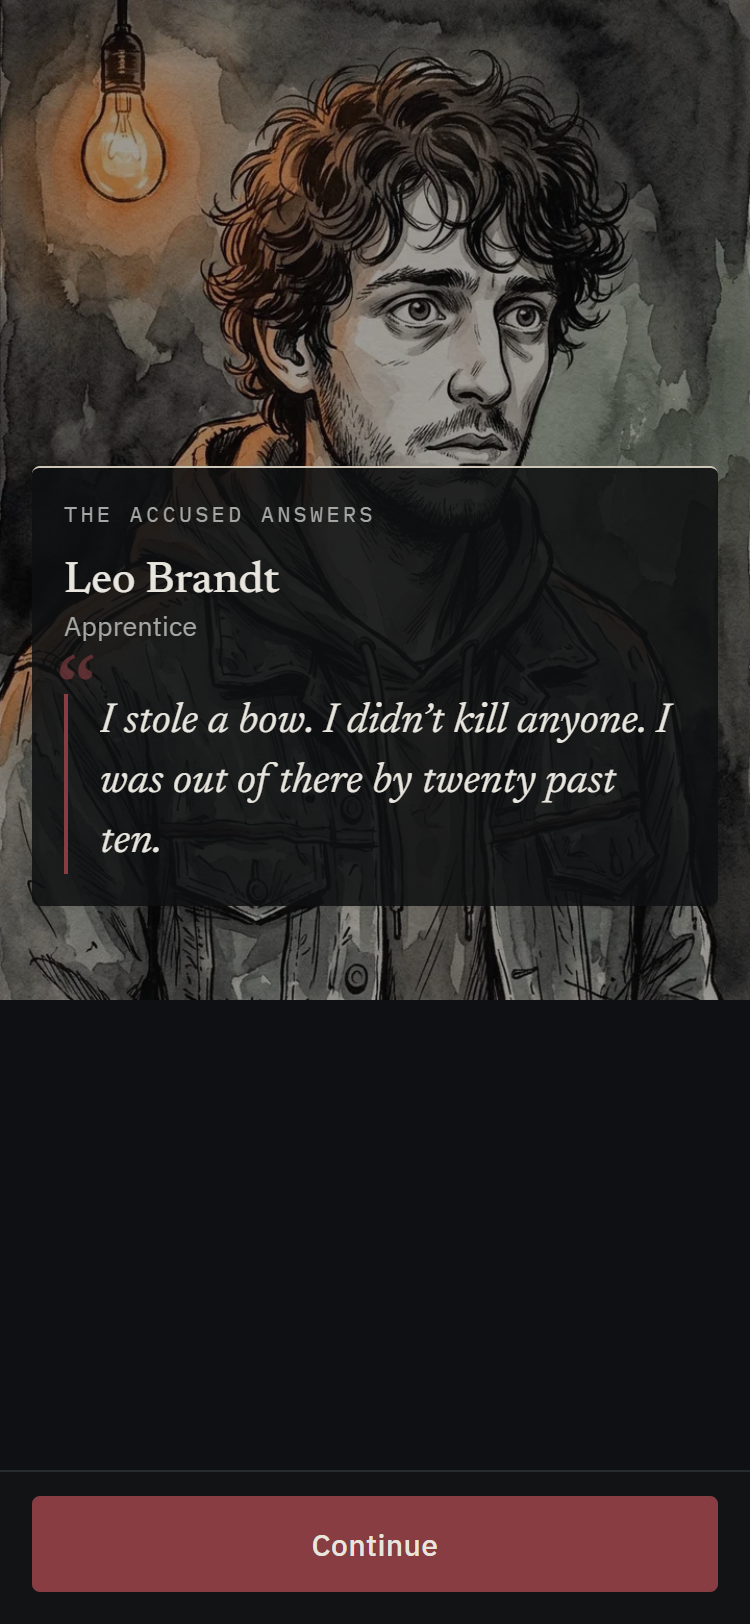 THE ACCUSED ANSWERS
Leo Brandt
Apprentice
“
I stole a bow. I didn’t kill anyone. I
was out of there by twenty past
ten.
Continue